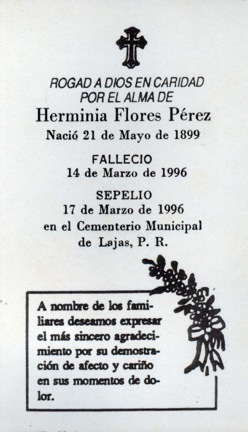 ROGAD A DIOS EN CARIDAD
POR EL ALMA DE
Herminia Flores Pérez
Nació 21 de Mayo de 1899
FALLECIO
14 de Marzo de 1996
SEPELIO
17 de Marzo de 1996
en el Cementerio Municipal
de Lajas, P. R.
A nombre de los fami-
liares deseamos expresar
el más sincero agradeci-
miento por su demostra-
ción de afecto y cariño
en sus momentos de do-
lor.